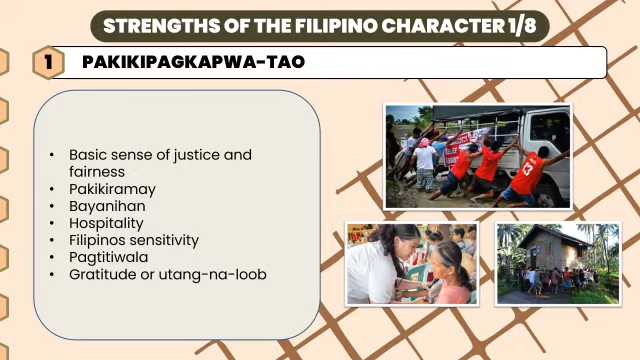 STRENGTHS OF THE FILIPINO CHARACTER 1/8
1
PAKIKIPAGKAPWA-TAO
• Basic sense of justice and
fairness
• Pakikiramay
• Bayanihan
• Hospitality
• Filipinos sensitivity
• Pagtitiwala
• Gratitude or utang-na-loob